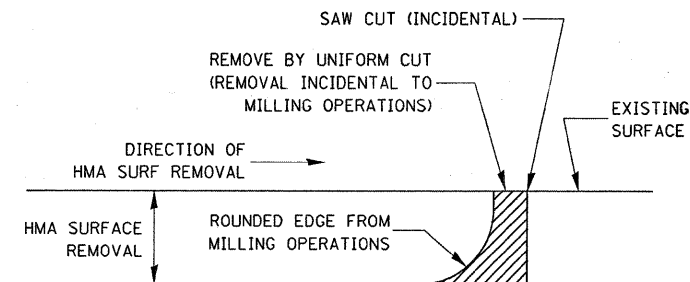 SAW CUT (INCIDENTAL)
REMOVE BY UNIFORM CUT
(REMOVAL INCIDENTAL TO
MILLING OPERATIONS)
EXISTING
SURFACE
DIRECTION OF
HMA SURF REMOVAL
HMA SURFACE
REMOVAL
ROUNDED EDGE FROM
MILLING OPERATIONS